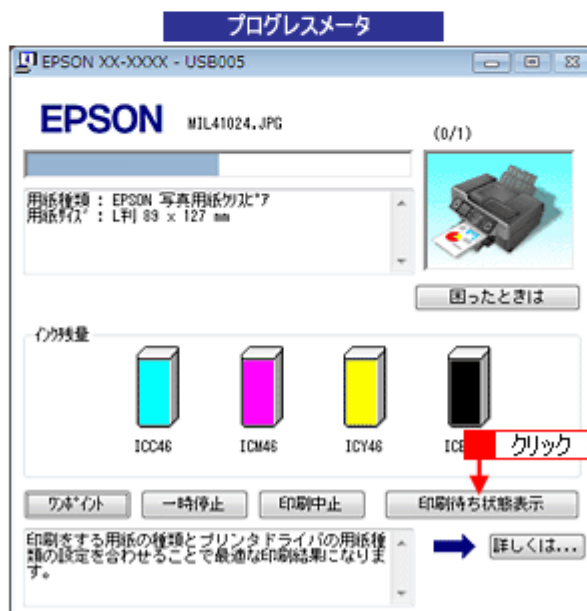 プログレスメータ
EPSON XX-XXXX - USB005
EPSON MIL41024.JPG
(0/1)
用紙種類 : EPSON 写真用紙クリスピア
用紙サイズ : L判 89 x 127 mm
困ったときは
インク残量
ICC46 ICM46 ICY46
クリック
ワンポイント 一時停止 印刷中止 印刷待ち状態表示
印刷をする用紙の種類とプリンタドライバの用紙種
類の設定を合わせることで最適な印刷結果になりま
す。
詳しくは...